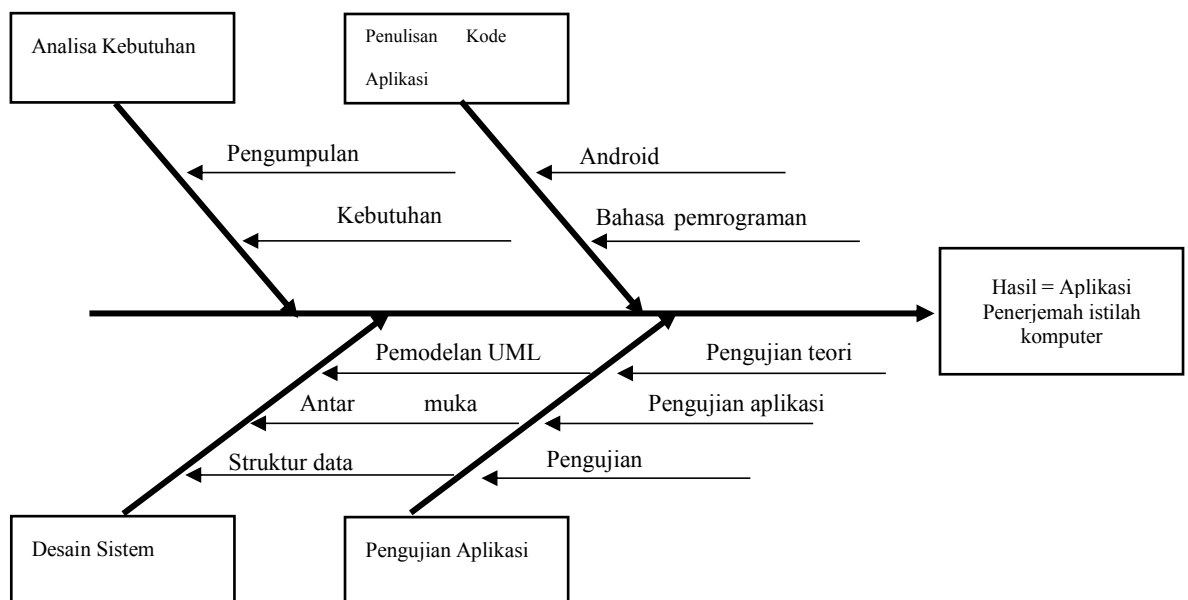 Analisa Kebutuhan
Penulisan Kode
Aplikasi
Pengumpulan
Android
Kebutuhan
Bahasa pemrograman
Hasil = Aplikasi
Penerjemah istilah
komputer
Pemodelan UML
Pengujian teori
Antar muka
Pengujian aplikasi
Struktur data
Pengujian
Desain Sistem
Pengujian Aplikasi